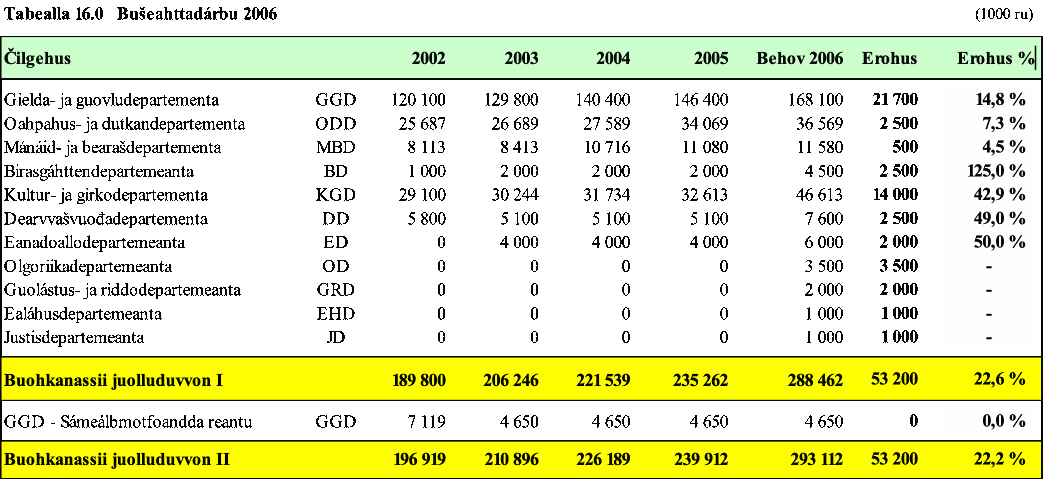 Tabealla 16.0 Bušeahttadárbu 2006 (1000 ru)
Čilgehus 2002 2003 2004 2005 Behov 2006 Erohus Erohus %
Gielda- ja guovludepartementa GGD 120 100 129 800 140 400 146 400 168 100 21 700 14,8 %
Oahpahus- ja dutkandepartementa ODD 25 687 26 689 27 589 34 069 36 569 2 500 7,3 %
Mánáid- ja bearašdepartementa MBD 8 113 8 413 10 716 11 080 11 580 500 4,5 %
Birasgáhttendepartemeanta BD 1 000 2 000 2 000 2 000 4 500 2 500 125,0 %
Kultur- ja girkodepartementa KGD 29 100 30 244 31 734 32 613 46 613 14 000 42,9 %
Dearvvašvuođadepartementa DD 5 800 5 100 5 100 5 100 7 600 2 500 49,0 %
Eanadoallodepartemeanta ED 0 4 000 4 000 4 000 6 000 2 000 50,0 %
Olgoriikadepartemeanta OD 0 0 0 0 3 500 3 500 -
Guolástus- ja riddodepartemeanta GRD 0 0 0 0 2 000 2 000 -
Ealáhusdepartemeanta EHD 0 0 0 0 1 000 1 000 -
Justisdepartemeanta JD 0 0 0 0 1 000 1 000 -
Buohkanassii juolluduvvon I 189 800 206 246 221 539 235 262 288 462 53 200 22,6 %
GGD - Sámeálbmotfoandda reantu GGD 7 119 4 650 4 650 4 650 4 650 0 0,0 %
Buohkanassii juolluduvvon II 196 919 210 896 226 189 239 912 293 112 53 200 22,2 %